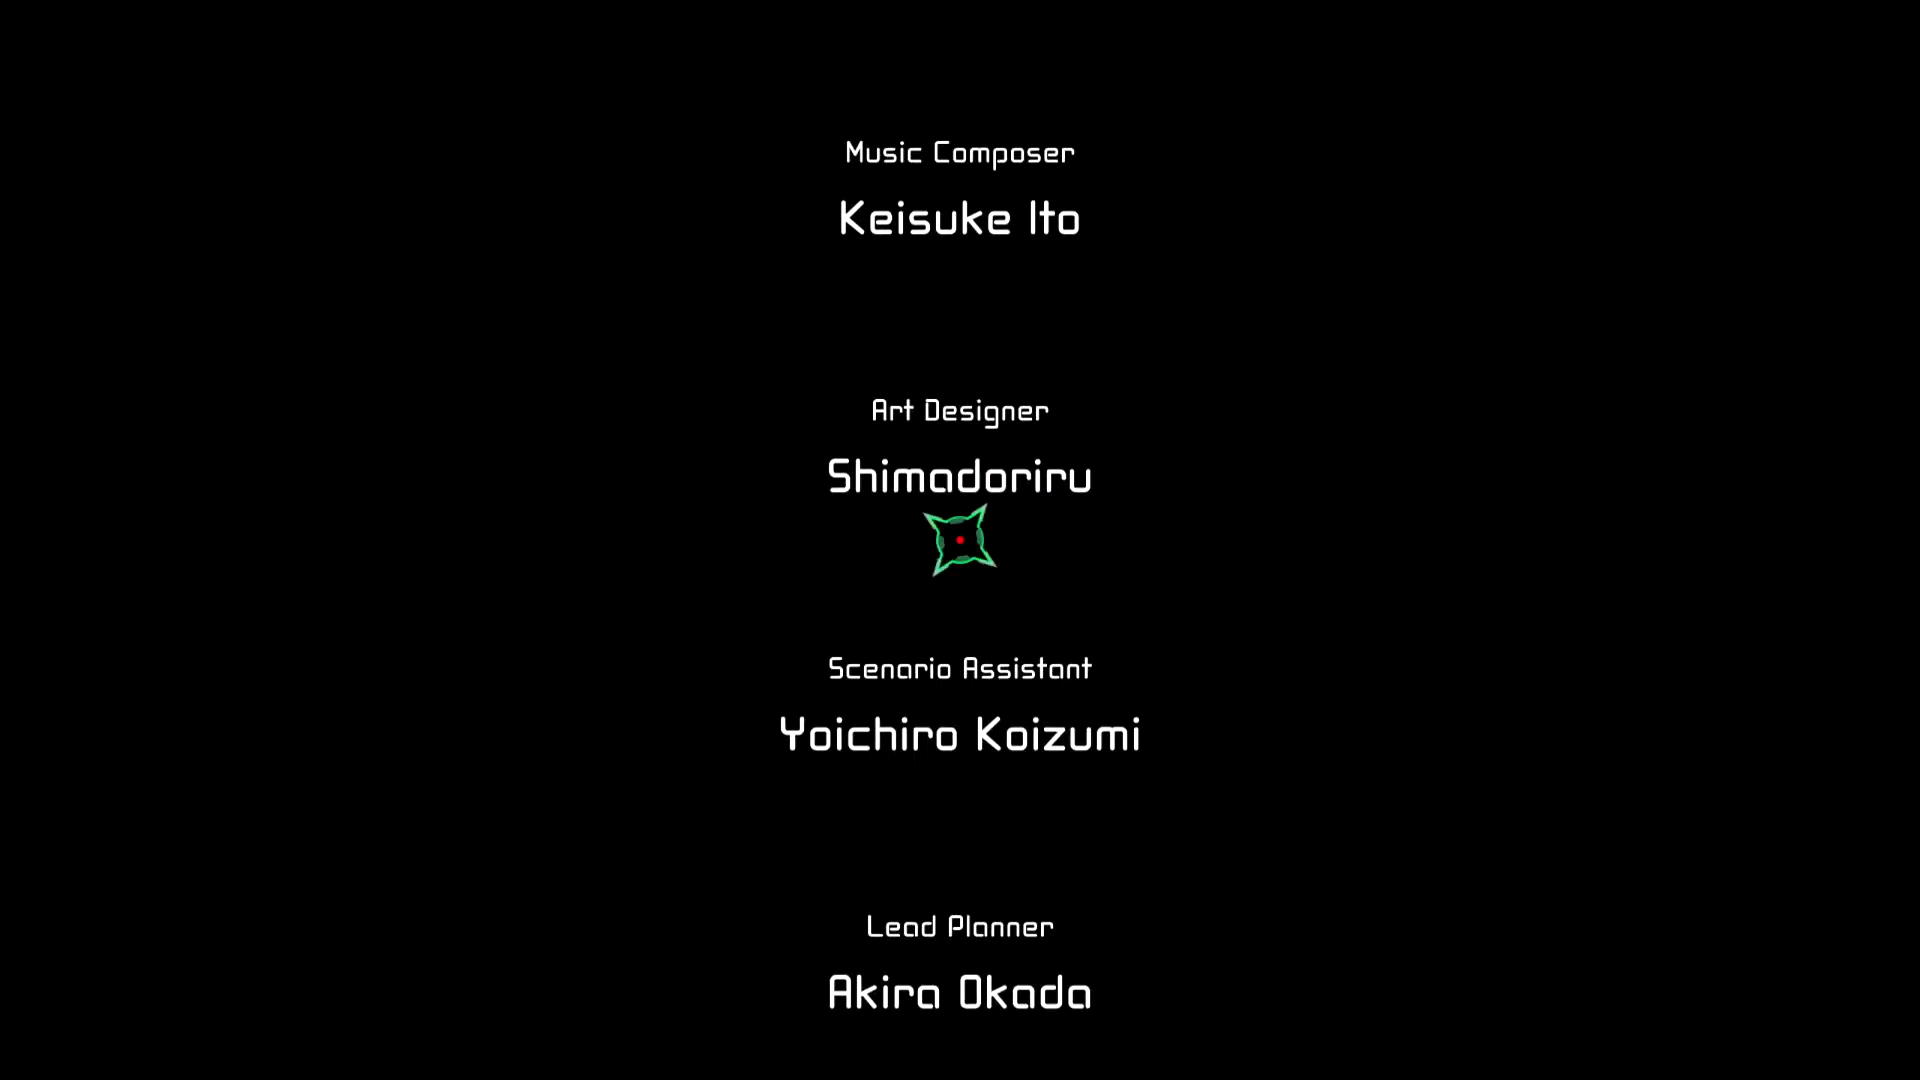 Music Composer
Keisuke Ito
Art Designer
Shimadoriru
Scenario Assistant
Yoichiro Koizumi
Lead Planner
Akira Okada